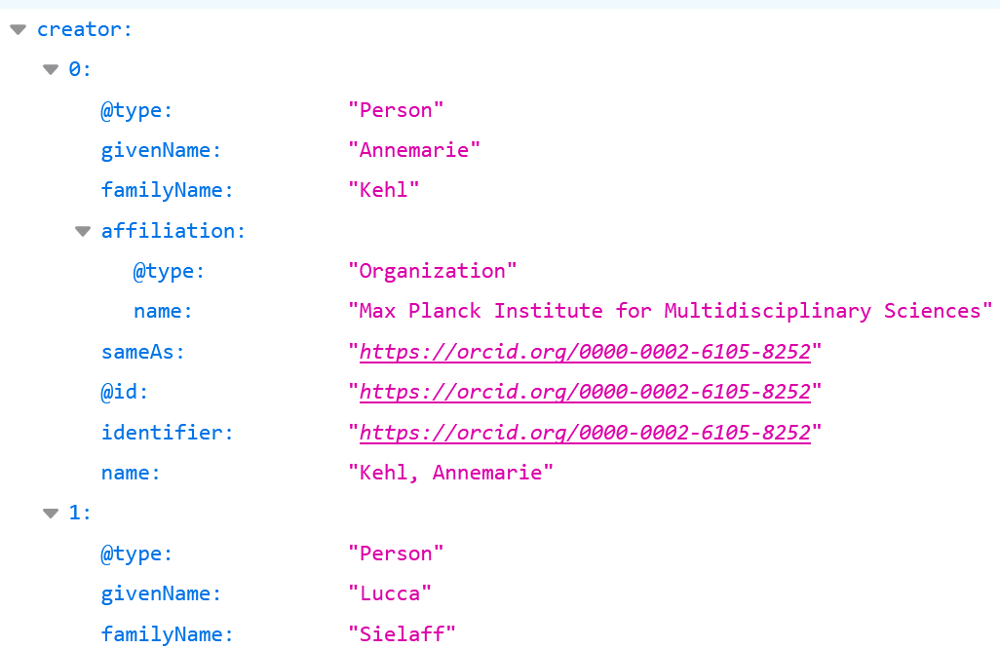 creator:
0:
@type: "Person"
givenName: "Annemarie"
familyName: "Kehl"
affiliation:
@type: "Organization"
name: "Max Planck Institute for Multidisciplinary Sciences"
sameAs: "https://orcid.org/0000-0002-6105-8252"
@id: "https://orcid.org/0000-0002-6105-8252"
identifier: "https://orcid.org/0000-0002-6105-8252"
name: "Kehl, Annemarie"
1:
@type: "Person"
givenName: "Lucca"
familyName: "Sielaff"